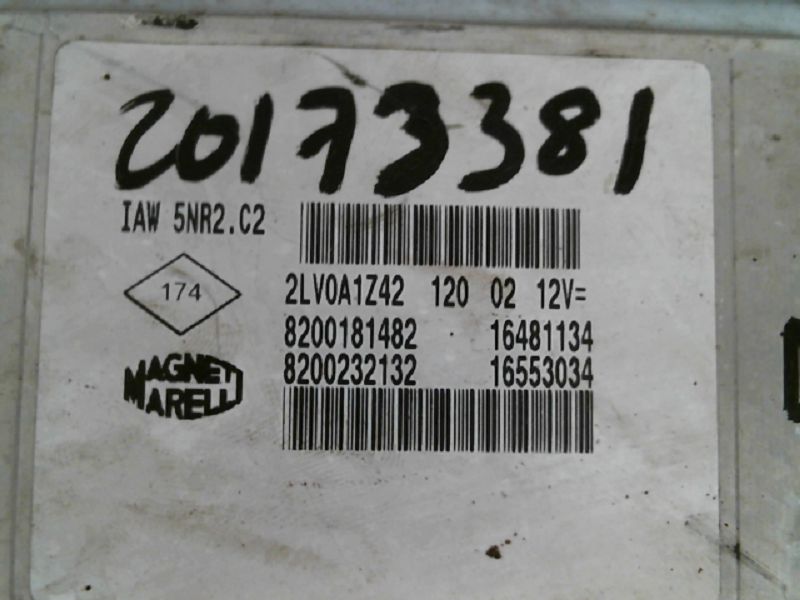 20173381
IAW 5NR2.C2
174
2LV0A1Z42 120 02 12V=
8200181482 16481134
8200232132 16553034
MAGNETI
MARELLI